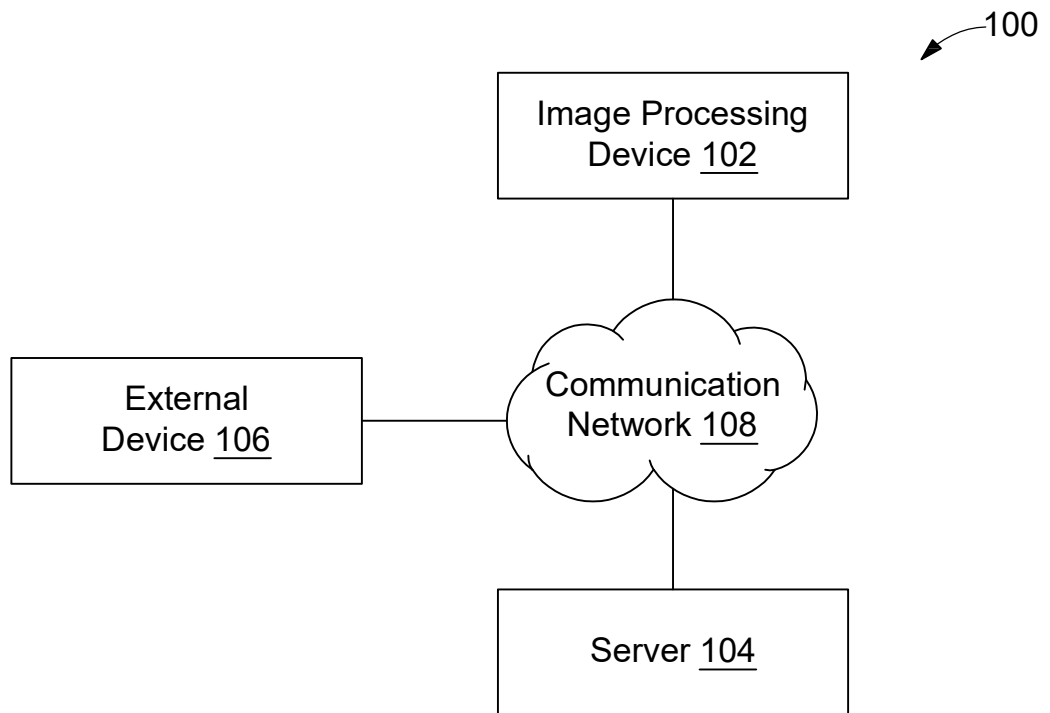 100
Image Processing
Device 102
Communication
Network 108
External
Device 106
Server 104